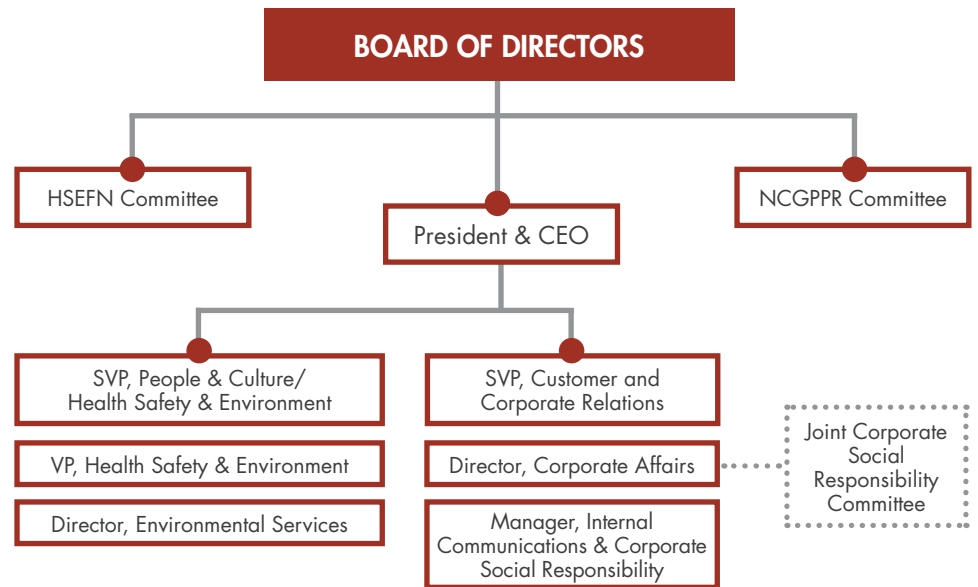 BOARD OF DIRECTORS
HSEFN Committee
NCGPPR Committee
President & CEO
SVP, People & Culture/
Health Safety & Environment
SVP, Customer and
Corporate Relations
VP, Health Safety & Environment
Director, Corporate Affairs
Joint Corporate
Social
Responsibility
Committee
Director, Environmental Services
Manager, Internal
Communications & Corporate
Social Responsibility